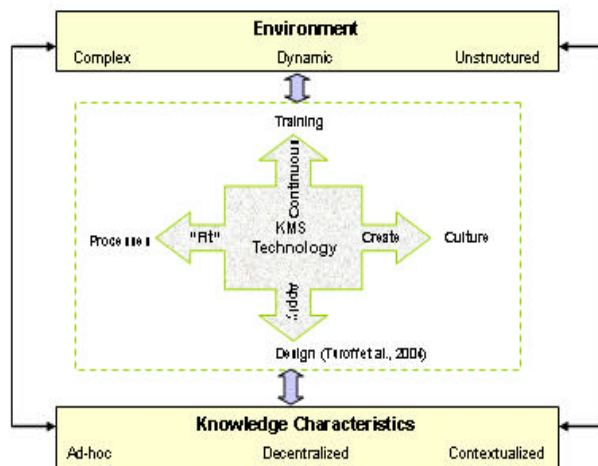 Environment
Complex Dynamic Unstructured
Training
Continuous
"Fit" KMS Create Culture
Technology
Apply
Design (Turoff et al., 2004)
Knowledge Characteristics
Ad-hoc Decentralized Contextualized